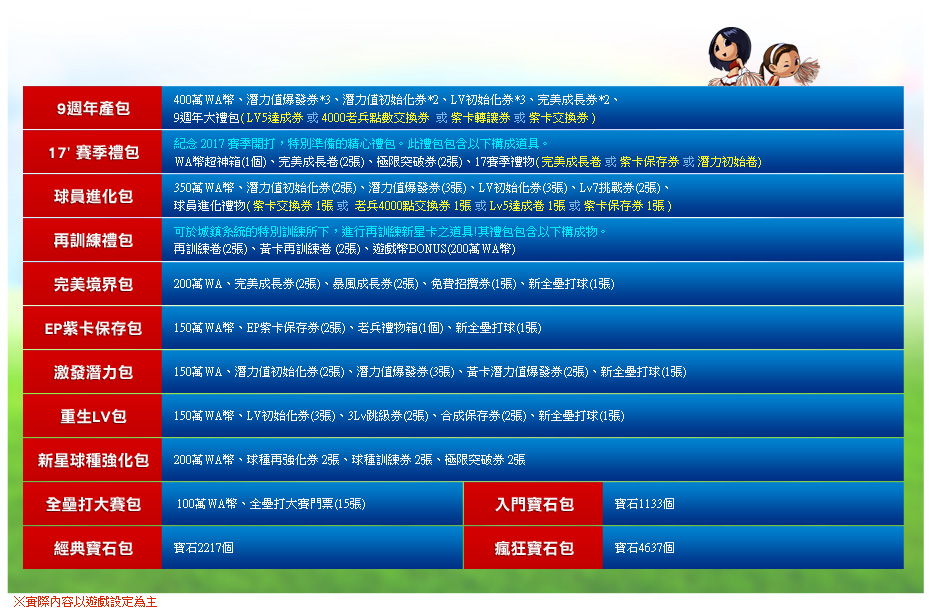 9週年產包
400萬WA幣、潛力值爆發券*3、潛力值初始化券*2、LV初始化券*3、完美成長券*2、
9週年大禮包( LV5達成券 或 4000老兵點數交換券 或 紫卡轉讓券 或 紫卡交換券 )
17' 賽季禮包
紀念 2017 賽季開打，特別準備的精心禮包。此禮包包含以下構成道具。
WA幣超神箱(1個)、完美成長卷(2張)、極限突破券(2張)、17賽季禮物( 完美成長卷 或 紫卡保存券 或 潛力初始卷)
球員進化包
350萬WA幣、潛力值初始化券(2張)、潛力值爆發券(3張)、LV初始化券(3張)、Lv7挑戰券(2張)、
球員進化禮物( 紫卡交換券 1張 或 老兵4000點交換券 1張 或 Lv5達成卷 1張 或 紫卡保存券 1張 )
再訓練禮包
可於城鎮系統的特別訓練所下，進行再訓練新星卡之道具!其禮包包含以下構成物。
再訓練卷(2張)、黃卡再訓練卷 (2張)、遊戲幣BONUS(200萬WA幣)
完美境界包
200萬WA、完美成長券(2張)、暴風成長券(2張)、免費招攬券(1張)、新全壘打球(1張)
EP紫卡保存包
150萬WA幣、EP紫卡保存券(2張)、老兵禮物箱(1個)、新全壘打球(1張)
激發潛力包
150萬WA、潛力值初始化券(2張)、潛力值爆發券(3張)、黃卡潛力值爆發券(2張)、新全壘打球(1張)
重生LV包
150萬WA幣、LV初始化券(3張)、3Lv跳級券(2張)、合成保存券(2張)、新全壘打球(1張)
新星球種強化包
200萬WA幣、球種再強化券 2張、球種訓練券 2張、極限突破券 2張
全壘打大賽包
100萬WA幣、全壘打大賽門票(15張)
入門寶石包
寶石1133個
經典寶石包
寶石2217個
瘋狂寶石包
寶石4637個
※實際內容以遊戲設定為主